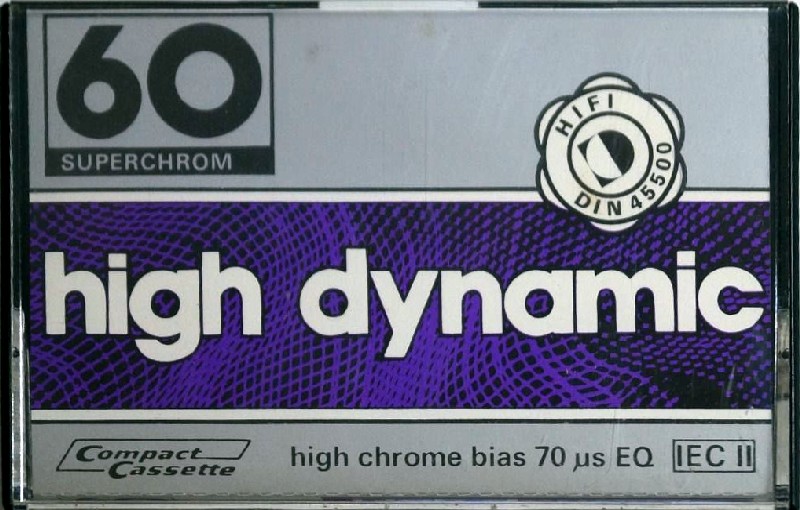 60
SUPERCHROM
HIFI
DIN 45500
high dynamic
Compact
Cassette
high chrome bias 70 µs EQ IEC II